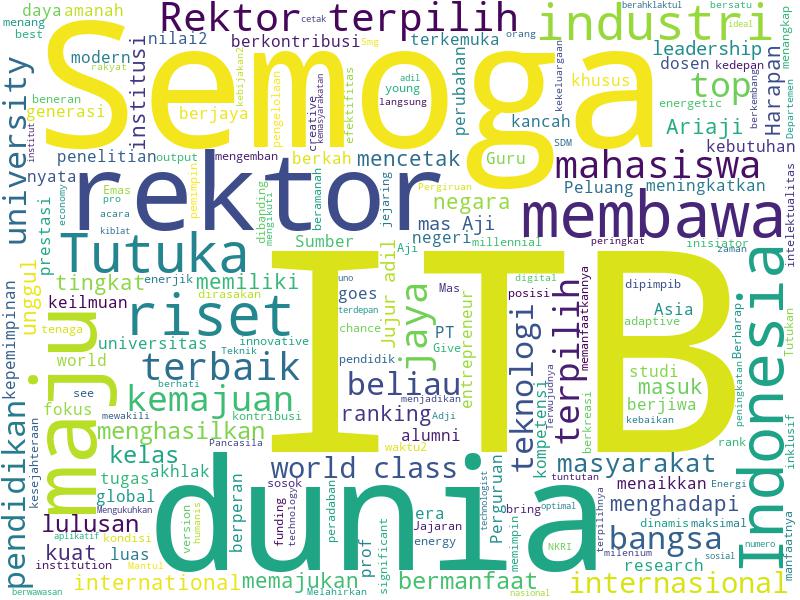 menang
daya
amanah
Rektor terpilih
cetak
orang
industri
berahklaktul
bersatu
ideal
menangkap
best
Semoga
nilai2
berkontribusi
5mg
terkemuka
leadership
modern
rakyat
institusi
kebijakan2
pengelolaan
creative
kemasyarakatan
adil
young
langsung
efektifitas
perubahan
kekeluargaan
khusus
dosen
kedepan
top
energetic
berkembang
Departemen
Harapan
university
beneran
generasi
berjaya
kancah
Ariaji
SDM
kebutuhan
institut
penelitian
output
mengemban
berkah
mencetak
Guru
mahasiswa
nyata
rektor
Emas
pro
acara
kiblat
economy
prestasi
pemimpin
dibanding
mengikuti
beramanah
jejaring
Pergiruan
negara
Peluang
meningkatkan
membawa
intelektualitas
mas Aji
negeri
millennial
peringkat
inisiator
zaman
Tutuka
Sumber
Aji
adil
Jujur
ITB
unggul
tingkat
enerjik
memiliki
dirasakan
uno
goes
terdepan
chance
Mas
digital
posisi
dipimpib
Asia
adaptive
memanfaatkannya
Indonesia
keilmuan
tenaga
riset
jaya
PT
Give
entrepreneur
teknologi
terpilih
Berharap
Tutukan
kepemimpinan
maju
universitas
innovative
Teknik
pendidik
studi
masuk
peningkatan
world
see
terbaik
berhati
beliau
menjadikan
Terwujudnya
berjiwa
kebaikan
berkreasi
fokus
mewakili
kemajuan
kontribusi
ranking
Adji
rank
inklusif
pendidikan
menghasilkan
Pancasila
alumni
waktu2
kompetensi
kesejahteraan
kelas
dunia
world class
masyarakat
numero
tugas
akhlak
sosok
tuntutan
menaikkan
Energi
global
Mengukuhkan
version
humanis
berperan
funding
technology
peradaban
prof
significant
era
Jajaran
energy
Perguruan
technologist
bring
Optimal
NKRI
memimpin
terpilihnya
menghadapi
lulusan
aplikatif
kondisi
dinamis
maksimal
manfaatnya
kuat
luas
bangsa
milenium
sosial
institution
Mantul
research
berwawasan
international
memajukan
Melahirkan
bermanfaat
nasional
internasional